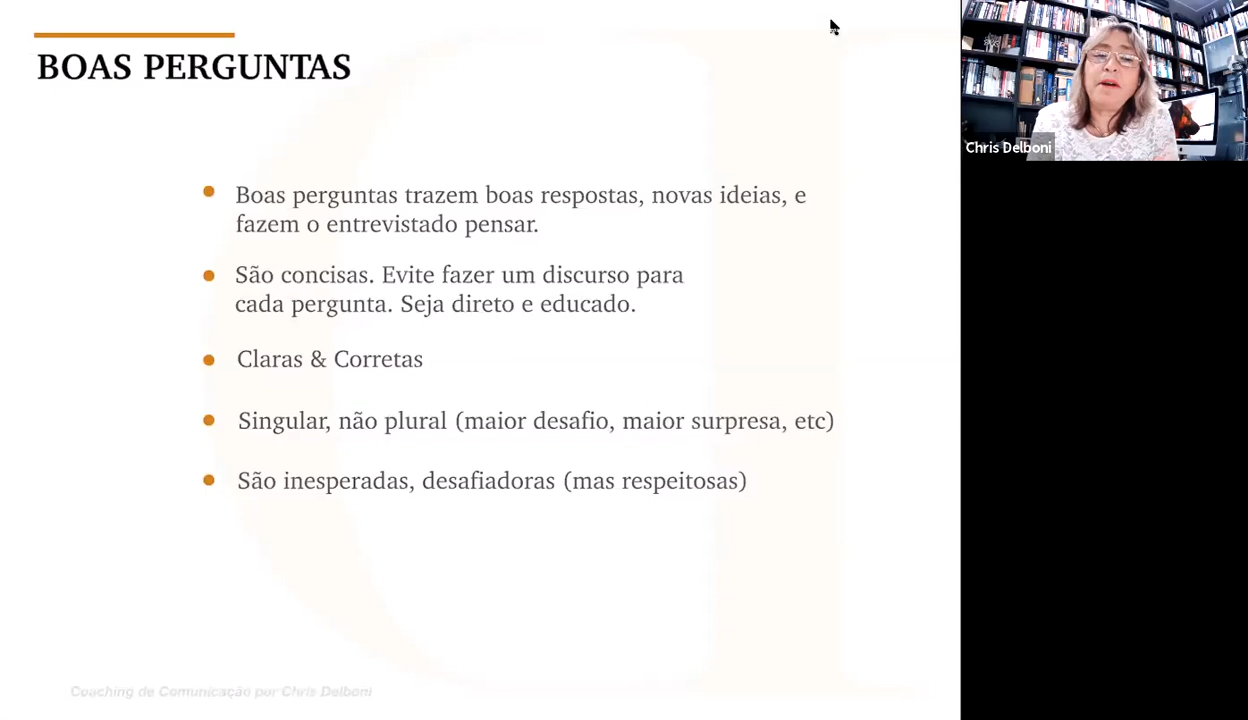 BOAS PERGUNTAS
Chris Delboni
Boas perguntas trazem boas respostas, novas ideias, e
fazem o entrevistado pensar.
São concisas. Evite fazer um discurso para
cada pergunta. Seja direto e educado.
Claras & Corretas
Singular, não plural (maior desafio, maior surpresa, etc)
São inesperadas, desafiadoras (mas respeitosas)
Coaching de Comunicação por Chris Delboni